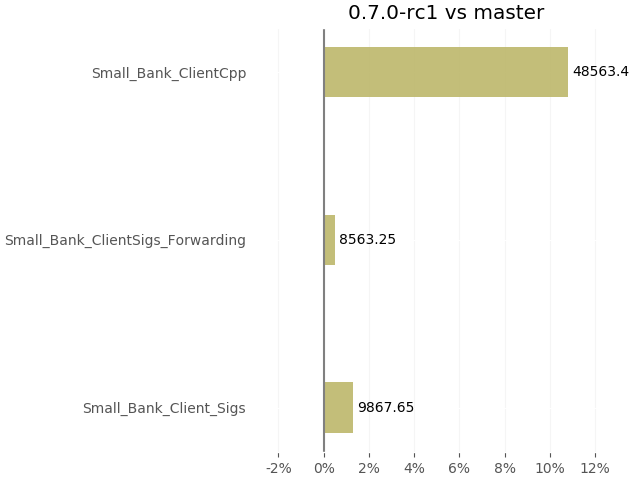 0.7.0-rc1 vs master
Small_Bank_ClientCpp
48563.4
Small_Bank_ClientSigs_Forwarding
8563.25
Small_Bank_Client_Sigs
9867.65
-2% 0% 2% 4% 6% 8% 10% 12%